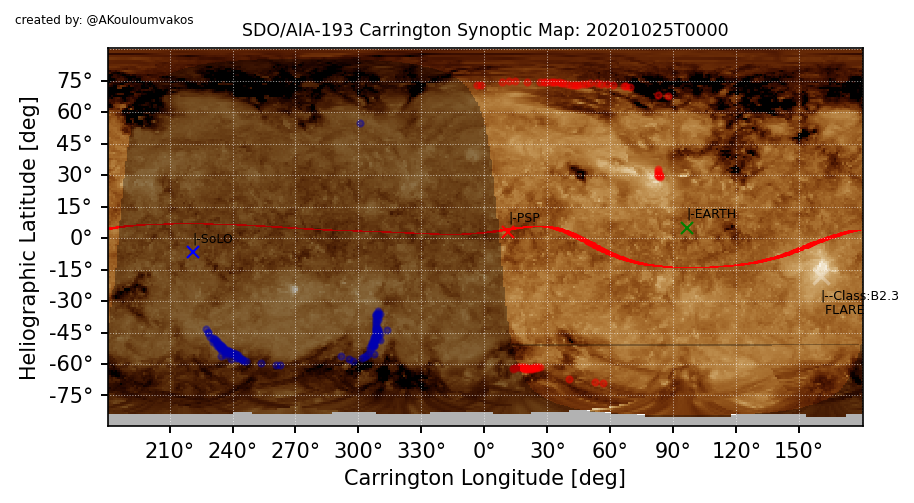 created by: @AKouloumvakos
SDO/AIA-193 Carrington Synoptic Map: 20201025T0000
Heliographic Latitude [deg]
75°
60°
45°
30°
15°
0°
-15°
-30°
-45°
-60°
-75°
|-SolO
|-PSP
|-EARTH
|--Class:B2.3
FLARE
210° 240° 270° 300° 330° 0° 30° 60° 90° 120° 150°
Carrington Longitude [deg]